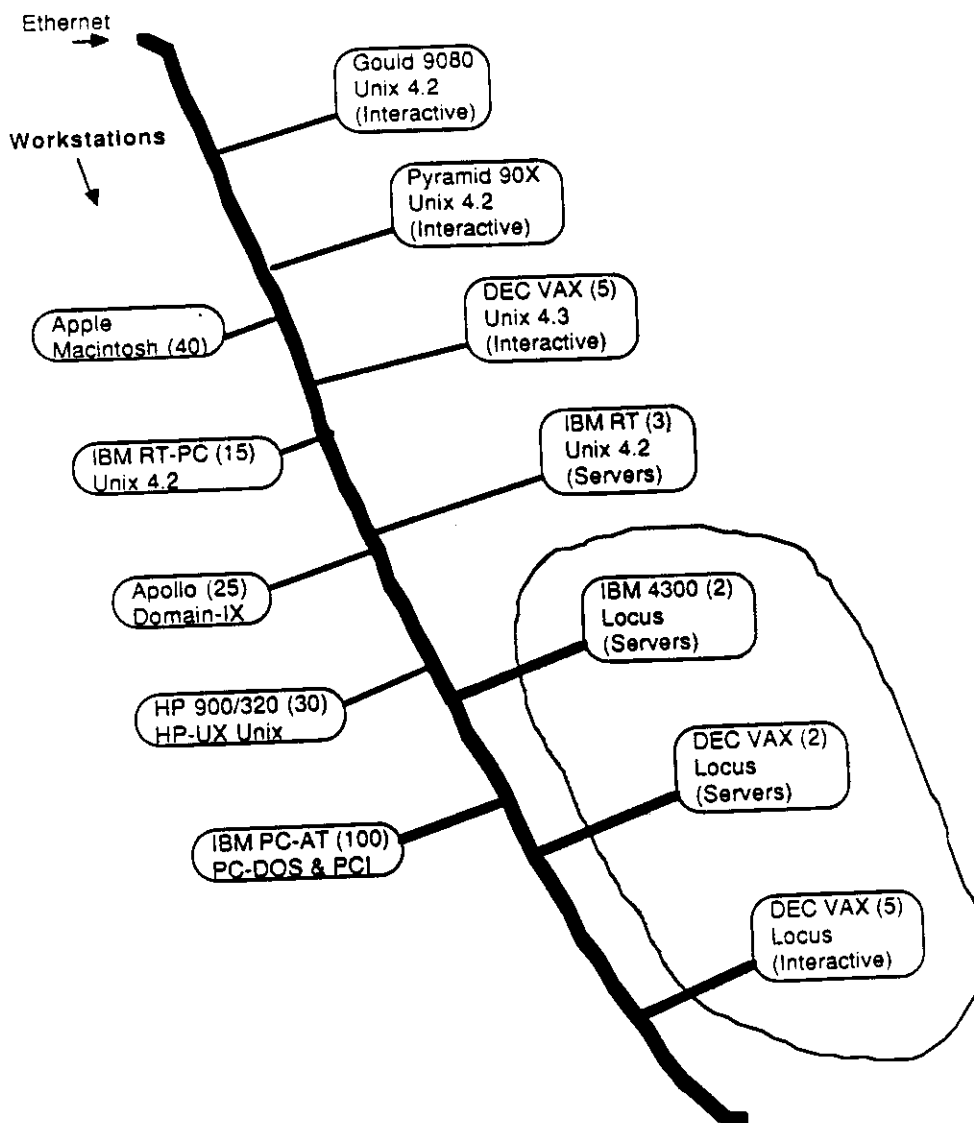 Ethernet
Workstations
Gould 9080
Unix 4.2
(Interactive)
Pyramid 90X
Unix 4.2
(Interactive)
DEC VAX (5)
Unix 4.3
(Interactive)
Apple
Macintosh (40)
IBM RT (3)
Unix 4.2
(Servers)
IBM RT-PC (15)
Unix 4.2
Apollo (25)
Domain-IX
IBM 4300 (2)
Locus
(Servers)
HP 900/320 (30)
HP-UX Unix
DEC VAX (2)
Locus
(Servers)
IBM PC-AT (100)
PC-DOS & PCI
DEC VAX (5)
Locus
(Interactive)